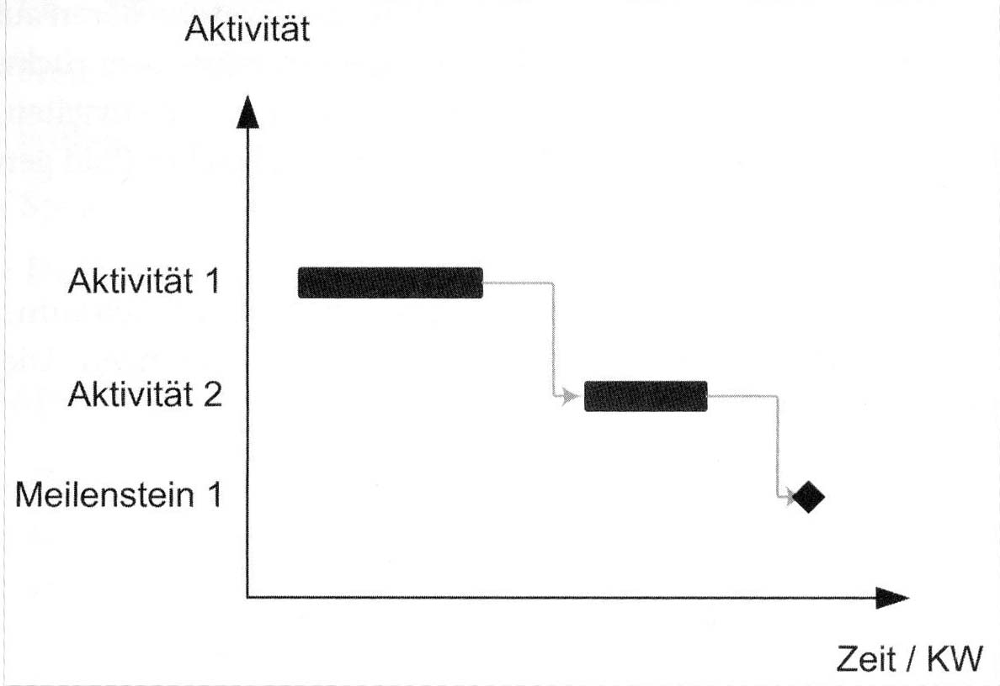 Aktivität
Aktivität 1
Aktivität 2
Meilenstein 1
Zeit / KW